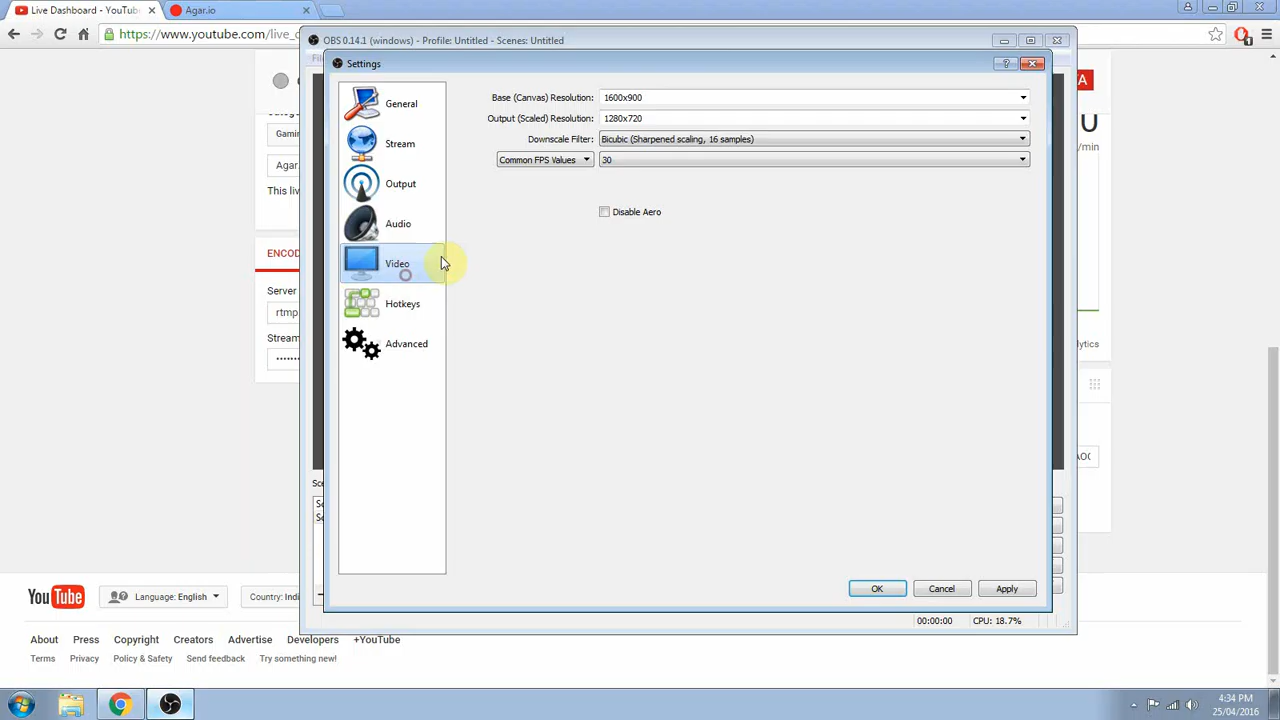 Live Dashboard - YouTu
Agar.io
https://www.youtube.com/live_
OBS 0.14.1 (windows) - Profile: Untitled - Scenes: Untitled
Settings
General
Stream
Output
Audio
Video
Hotkeys
Advanced
Base (Canvas) Resolution:
1600x900
Output (Scaled) Resolution:
1280x720
Downscale Filter:
Bicubic (Sharpened scaling, 16 samples)
Common FPS Values
30
Disable Aero
OK
Cancel
Apply
Gamin
Agar.
This liv
ENCOD
Server
rtmp
Stream
/min
lytics
00:00:00
CPU: 18.7%
YouTube
Language: English
Country: Indi
About
Press
Copyright
Creators
Advertise
Developers
+YouTube
Terms
Privacy
Policy & Safety
Send feedback
Try something new!
4:34 PM
25/04/2016